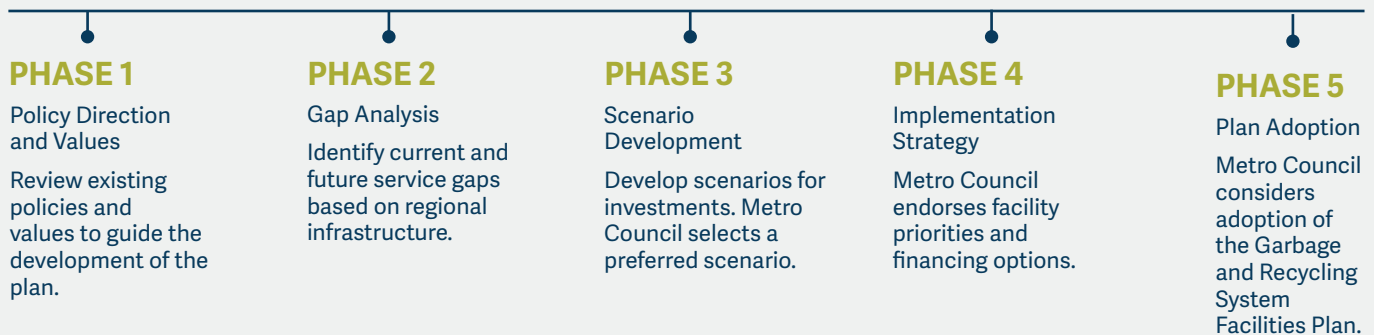 PHASE 1
Policy Direction
and Values
Review existing
policies and
values to guide the
development of the
plan.
PHASE 2
Gap Analysis
Identify current and
future service gaps
based on regional
infrastructure.
PHASE 3
Scenario
Development
Develop scenarios for
investments. Metro
Council selects a
preferred scenario.
PHASE 4
Implementation
Strategy
Metro Council
endorses facility
priorities and
financing options.
PHASE 5
Plan Adoption
Metro Council
considers
adoption of
the Garbage
and Recycling
System
Facilities Plan.